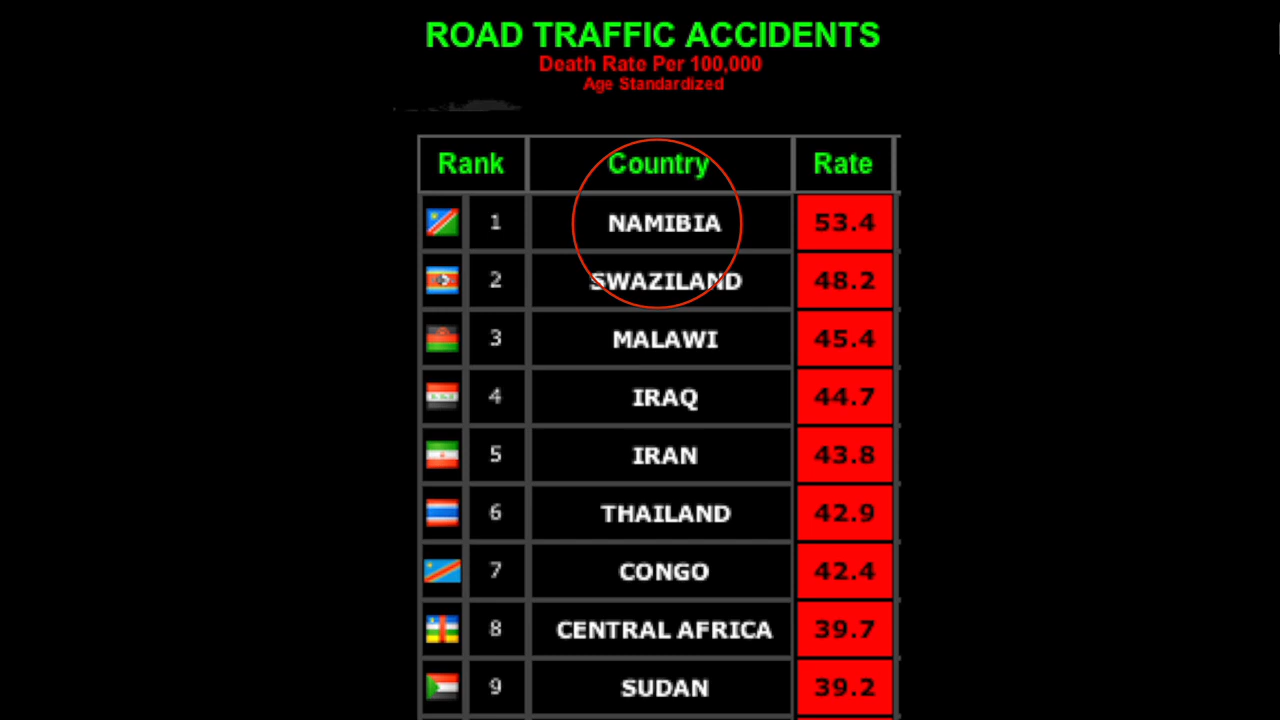 ROAD TRAFFIC ACCIDENTS
Death Rate Per 100,000
Age Standardized
Rank Country Rate
1 NAMIBIA 53.4
2 SWAZILAND 48.2
3 MALAWI 45.4
4 IRAQ 44.7
5 IRAN 43.8
6 THAILAND 42.9
7 CONGO 42.4
8 CENTRAL AFRICA 39.7
9 SUDAN 39.2